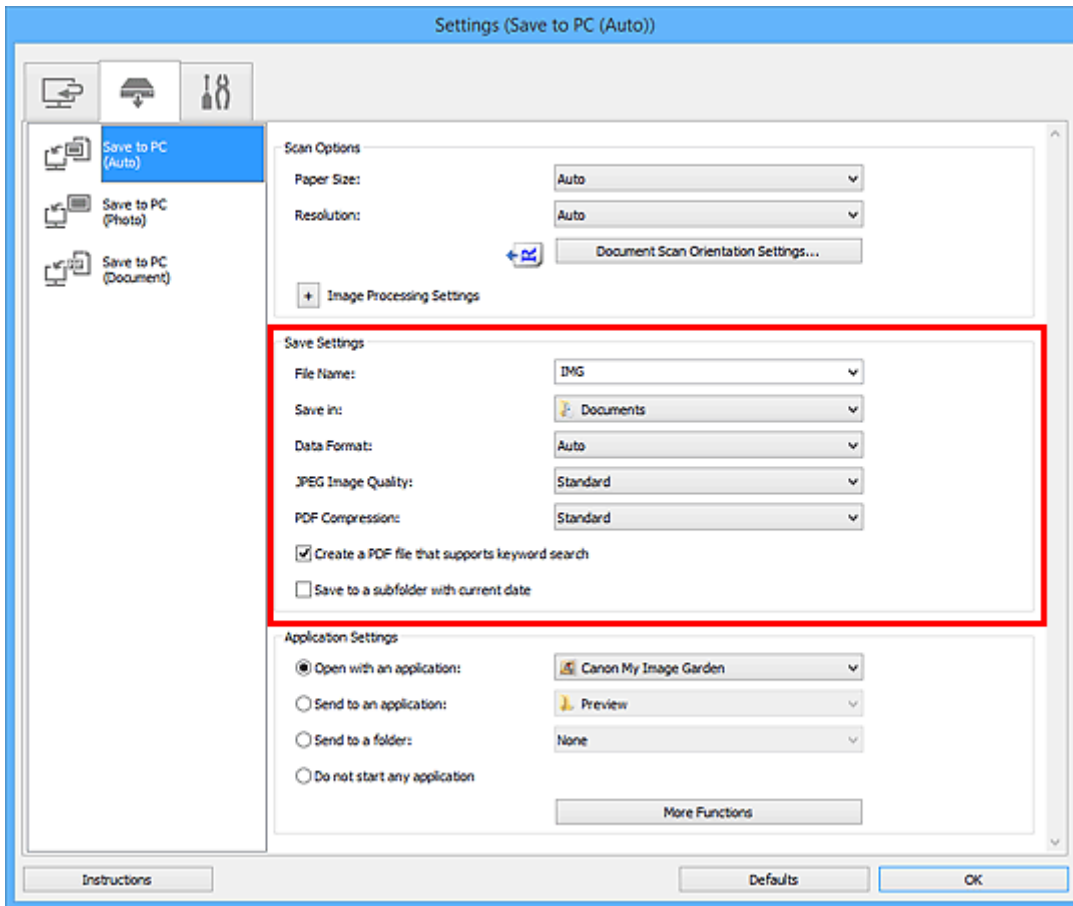 Settings (Save to PC (Auto))
Save to PC
(Auto)
Save to PC
(Photo)
Save to PC
(Document)
Scan Options
Paper Size: Auto
Resolution: Auto
Document Scan Orientation Settings...
+ Image Processing Settings
Save Settings
File Name: IMG
Save in: Documents
Data Format: Auto
JPEG Image Quality: Standard
PDF Compression: Standard
Create a PDF file that supports keyword search
Save to a subfolder with current date
Application Settings
Open with an application: Canon My Image Garden
Send to an application: Preview
Send to a folder: None
Do not start any application
More Functions
Instructions Defaults OK